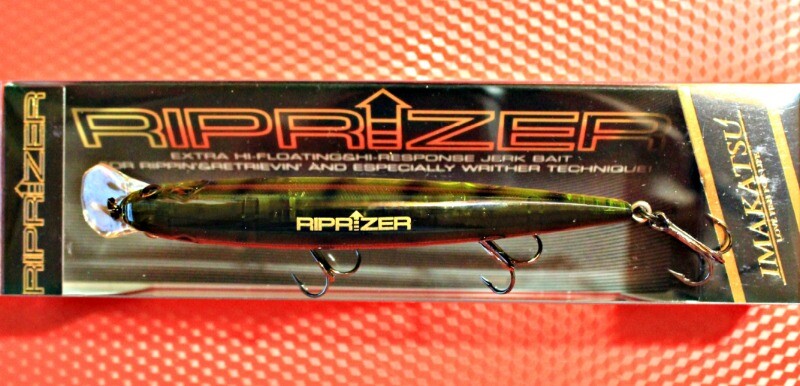 RIPRIZER
RIPRIZER
EXTRA HI-FLOATING&HI-RESPONSE JERK BAIT
FOR RIPPIN'&RETRIEVIN' AND ESPECIALLY WRITHER TECHNIQUE!
RIPRIZER
IMAKATSU